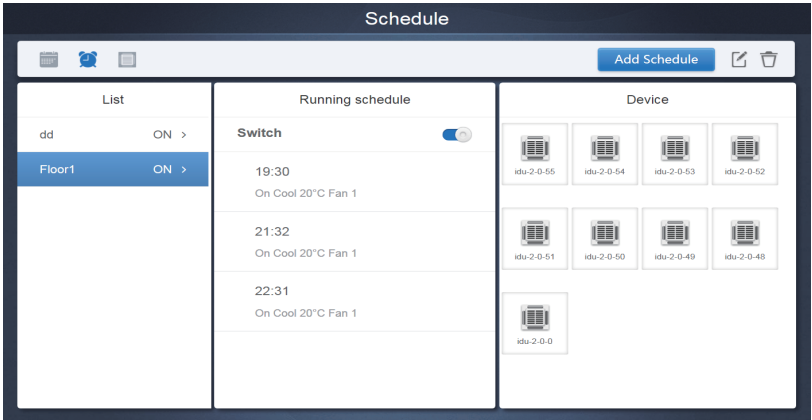 Schedule
Add Schedule
List
dd ON >
Floor1 ON >
Running schedule
Switch
19:30
On Cool 20°C Fan 1
21:32
On Cool 20°C Fan 1
22:31
On Cool 20°C Fan 1
Device
idu-2-0-55 idu-2-0-54 idu-2-0-53 idu-2-0-52
idu-2-0-51 idu-2-0-50 idu-2-0-49 idu-2-0-48
idu-2-0-0